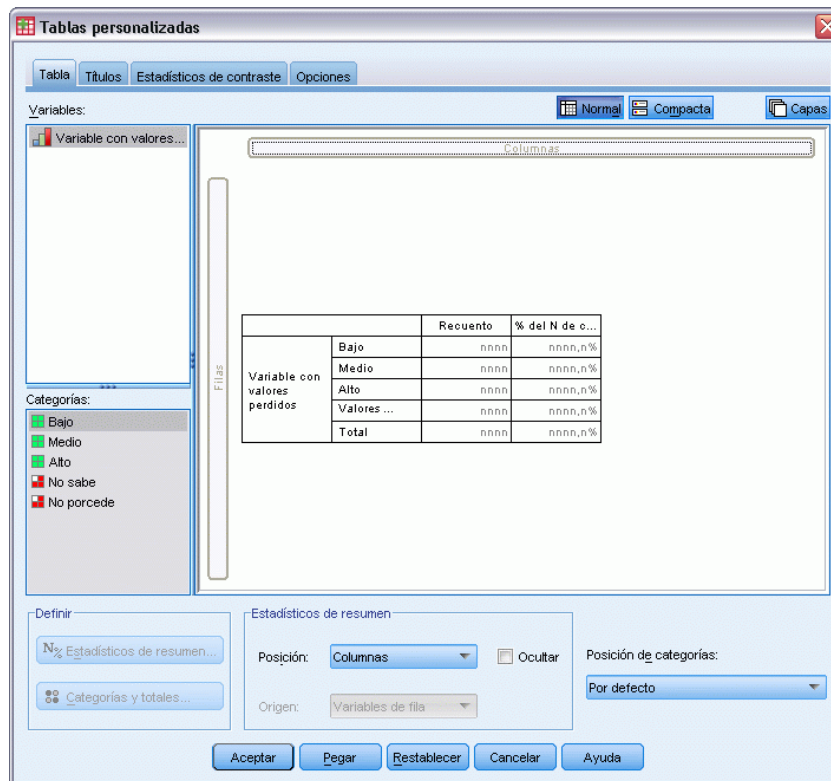 Tablas personalizadas
Tabla Títulos Estadísticos de contraste Opciones
Variables: Normal Compacta Capas
Variable con valores...
Columnas
Filas
Recuento % del N de c...
Variable con valores perdidos
Bajo nnnn nnnn,n%
Medio nnnn nnnn,n%
Alto nnnn nnnn,n%
Valores ... nnnn nnnn,n%
Total nnnn nnnn,n%
Categorías:
Bajo
Medio
Alto
No sabe
No porcede
Definir
N% Estadísticos de resumen...
Categorías y totales...
Estadísticos de resumen
Posición: Columnas Ocultar
Origen: Variables de fila
Posición de categorías:
Por defecto
Aceptar Pegar Restablecer Cancelar Ayuda